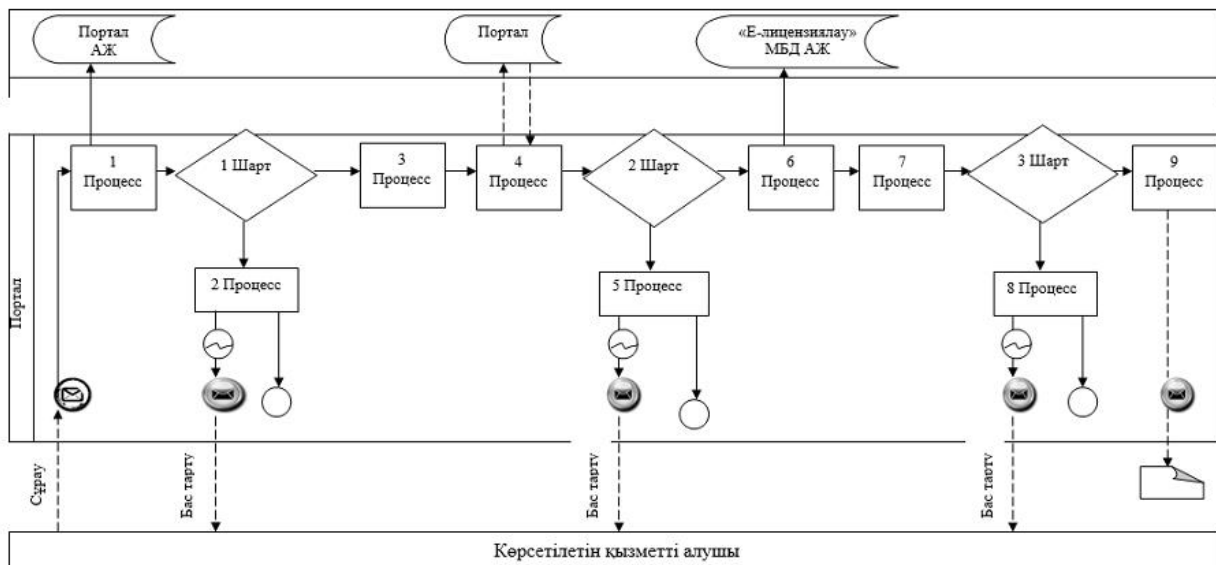 Портал
АЖ
Портал
«Е-лицензиялау»
МБД АЖ
1
Процесс
1 Шарт
3
Процесс
4
Процесс
2 Шарт
6
Процесс
7
Процесс
3 Шарт
9
Процесс
2 Процесс
5 Процесс
8 Процесс
Портал
Сұрау
Бас тарту
Бас тарту
Бас тарту
Көрсетілетін қызметті алушы